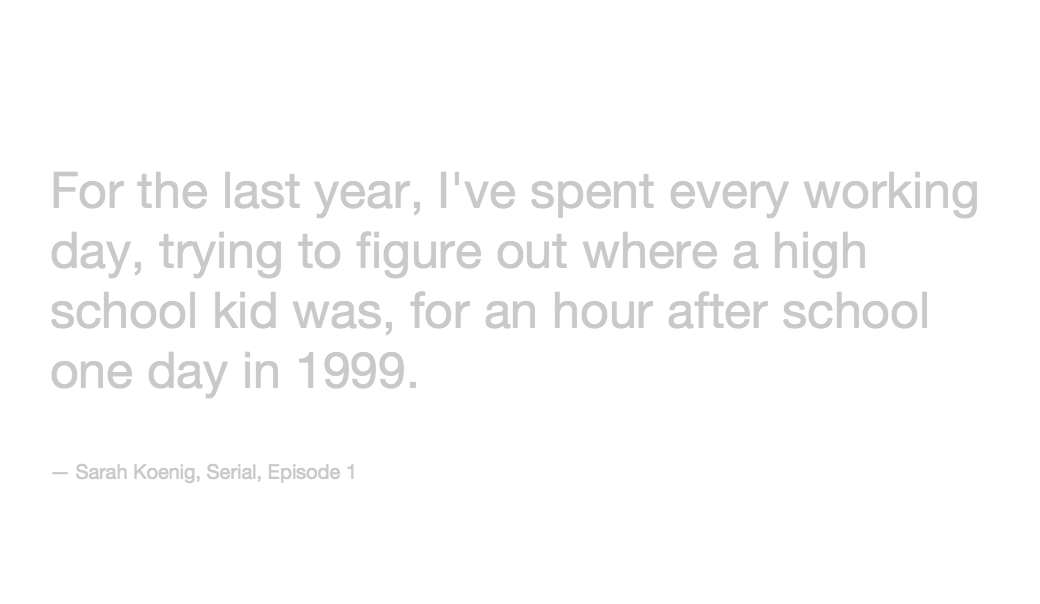 For the last year, I've spent every working
day, trying to figure out where a high
school kid was, for an hour after school
one day in 1999.
— Sarah Koenig, Serial, Episode 1